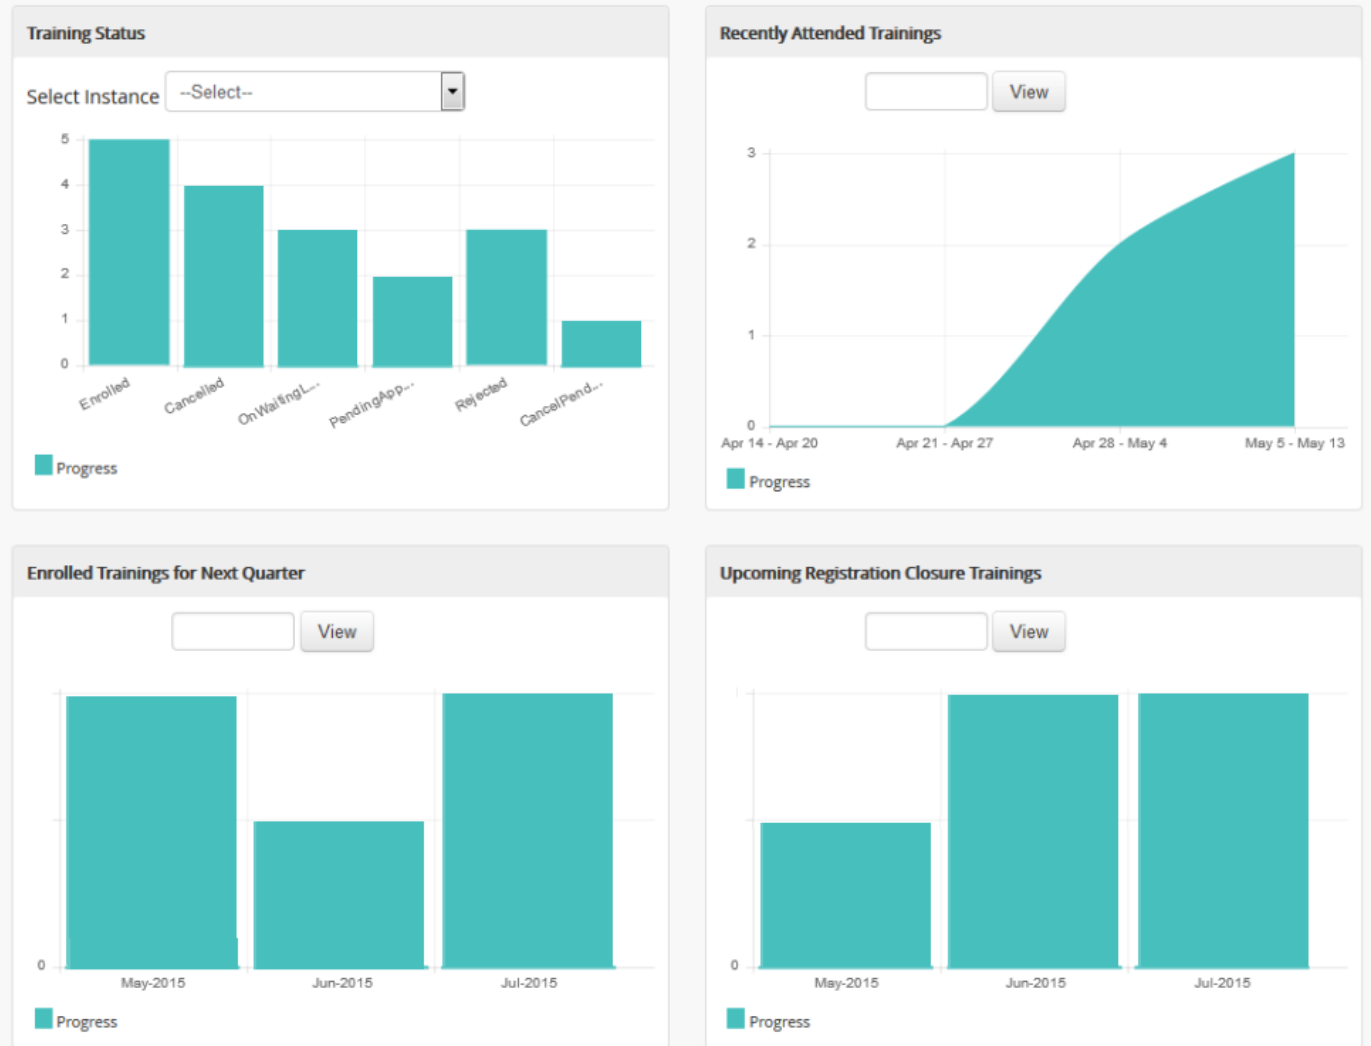 Training Status
Select Instance --Select--
5
4
3
2
1
0
Enrolled
Cancelled
OnWaitingL...
PendingApp...
Rejected
CancelPend...
Progress
Recently Attended Trainings
View
3
2
1
0
Apr 14 - Apr 20
Apr 21 - Apr 27
Apr 28 - May 4
May 5 - May 13
Progress
Enrolled Trainings for Next Quarter
View
0
May-2015
Jun-2015
Jul-2015
Progress
Upcoming Registration Closure Trainings
View
0
May-2015
Jun-2015
Jul-2015
Progress